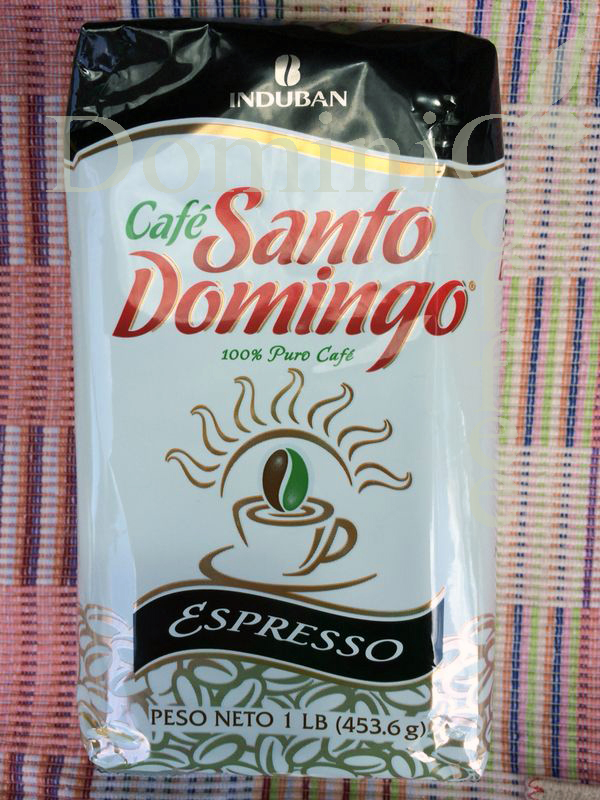 INDUBAN
Café Santo
Domingo®
100% Puro Café
ESPRESSO
PESO NETO 1 LB (453.6 g)